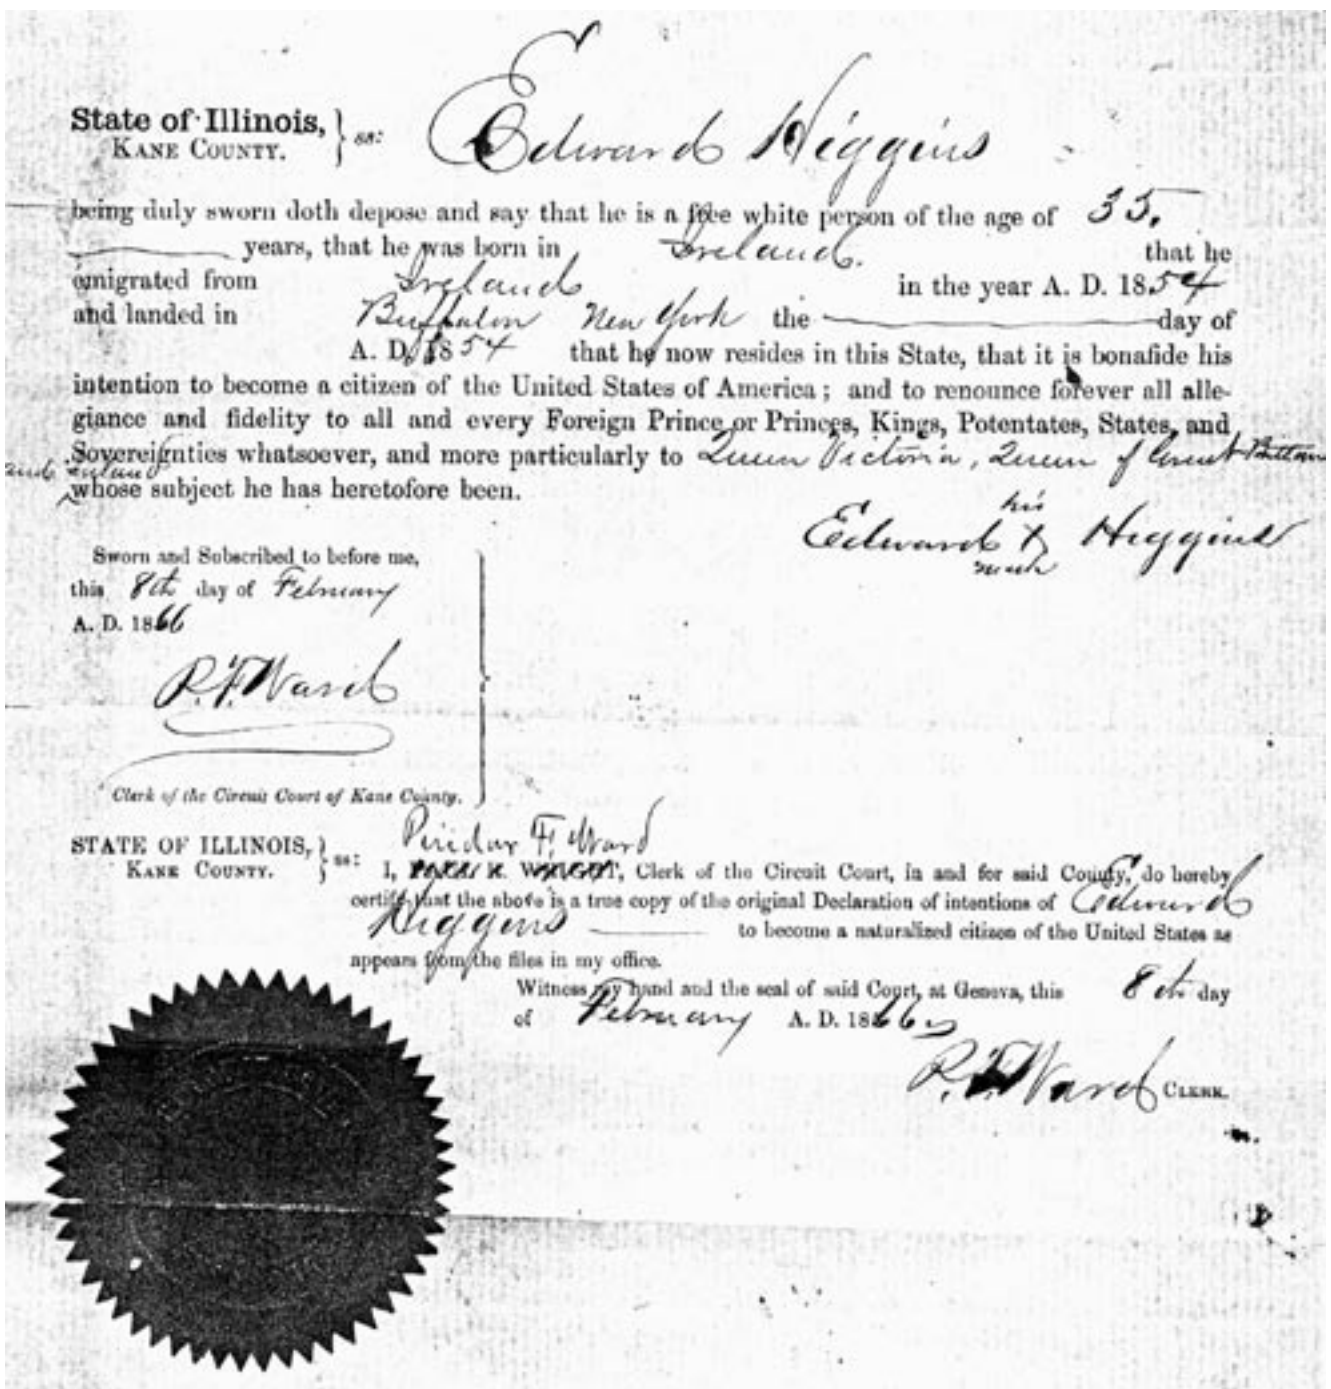 State of Illinois, } ss: Edward Higgins
KANE COUNTY.
being duly sworn doth depose and say that he is a free white person of the age of 35.
years, that he was born in Ireland. that he
emigrated from Ireland in the year A. D. 1854
and landed in Buffalon New York the day of
A. D. 1854 that he now resides in this State, that it is bonafide his
intention to become a citizen of the United States of America; and to renounce forever all alle-
giance and fidelity to all and every Foreign Prince or Princes, Kings, Potentates, States, and
Sovereignties whatsoever, and more particularly to Queen Victoria, Queen of Great Brittan
and Ireland
whose subject he has heretofore been.
his
Edward X Higgins
mark
Sworn and Subscribed to before me,
this 8th day of February
A. D. 1866
R. F. Ward
Clerk of the Circuit Court of Kane County.
Pindar F. Ward
STATE OF ILLINOIS, } ss:
KANE COUNTY. I, WRIGHT, Clerk of the Circuit Court, in and for said County, do hereby
certify that the above is a true copy of the original Declaration of intentions of Edward
Higgins to become a naturalized citizen of the United States as
appears from the files in my office.
Witness my hand and the seal of said Court, at Geneva, this 8th day
of February A. D. 1866
P. F. Ward CLERK.